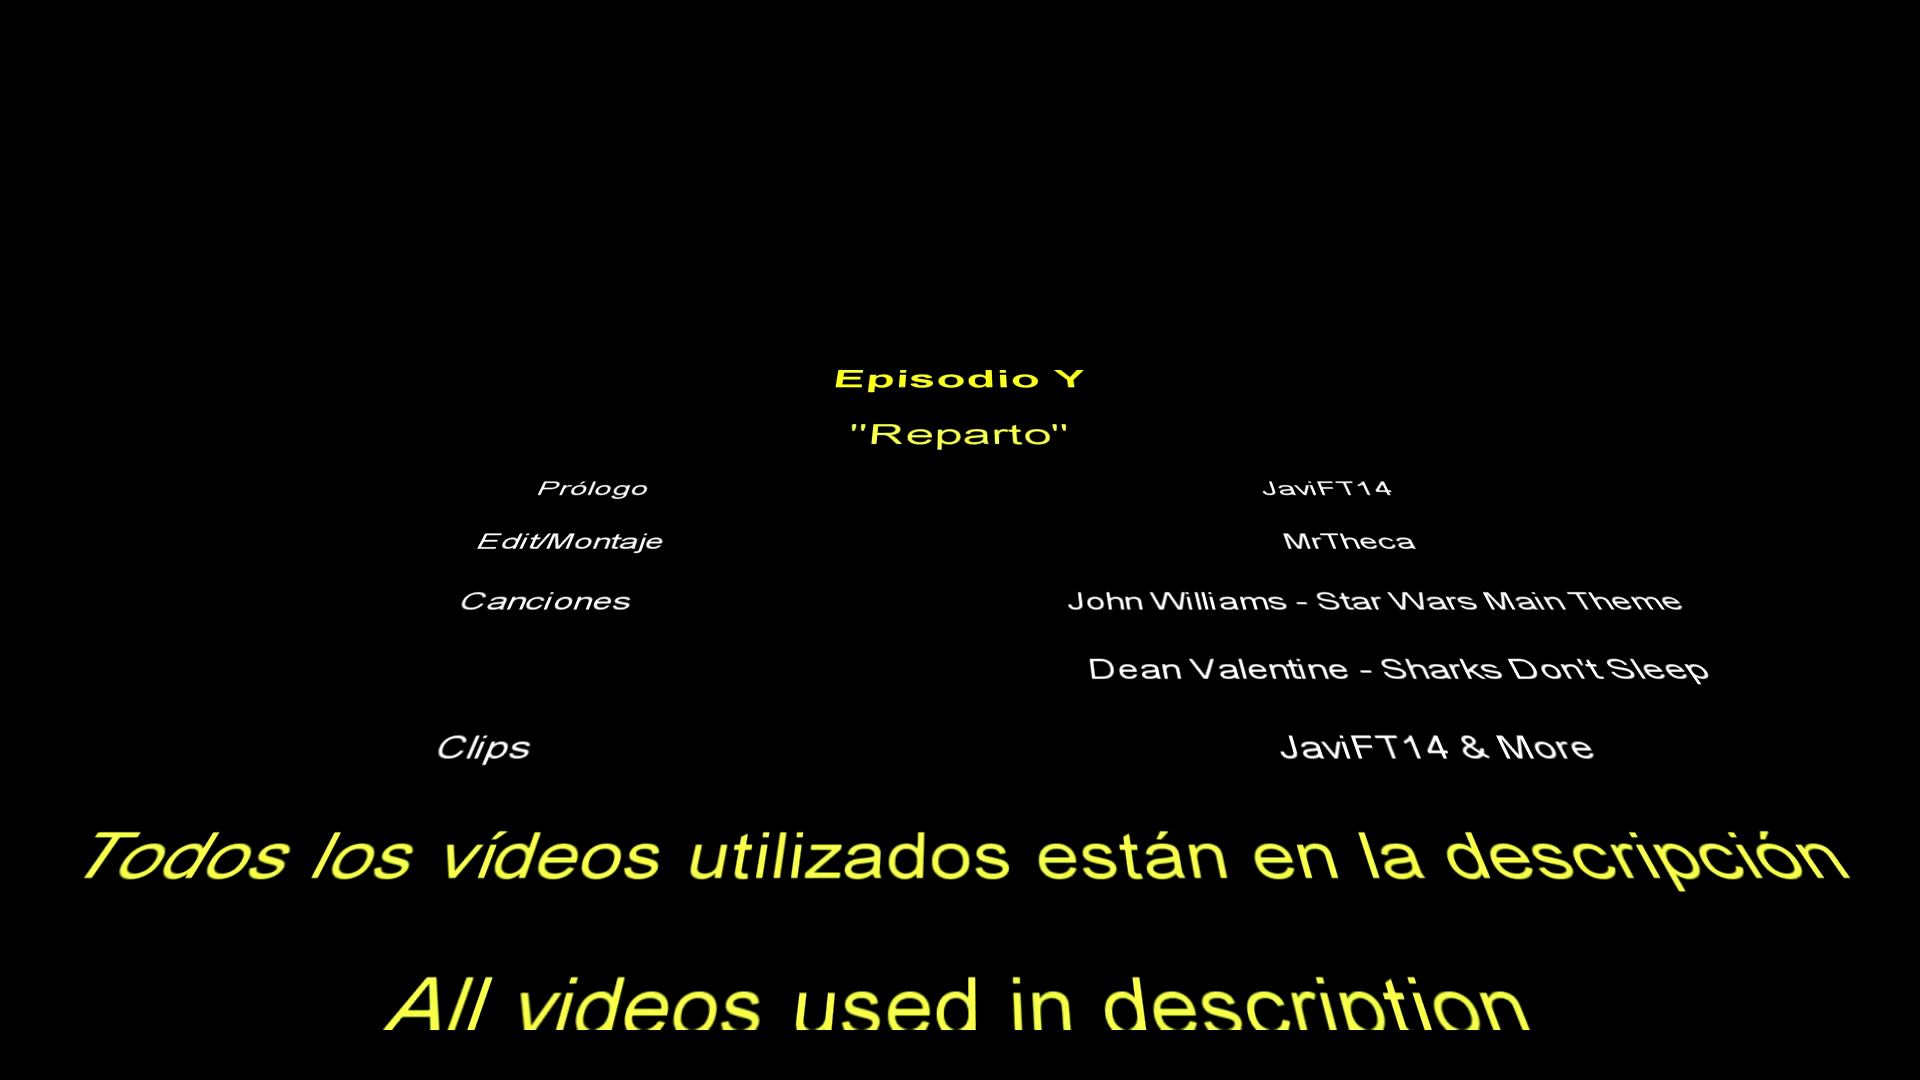 Episodio Y
"Reparto"
Prólogo JaviFT14
Edit/Montaje MrTheca
Canciones John Williams - Star Wars Main Theme
Dean Valentine - Sharks Don't Sleep
Clips JaviFT14 & More
Todos los vídeos utilizados están en la descripción
All videos used in description